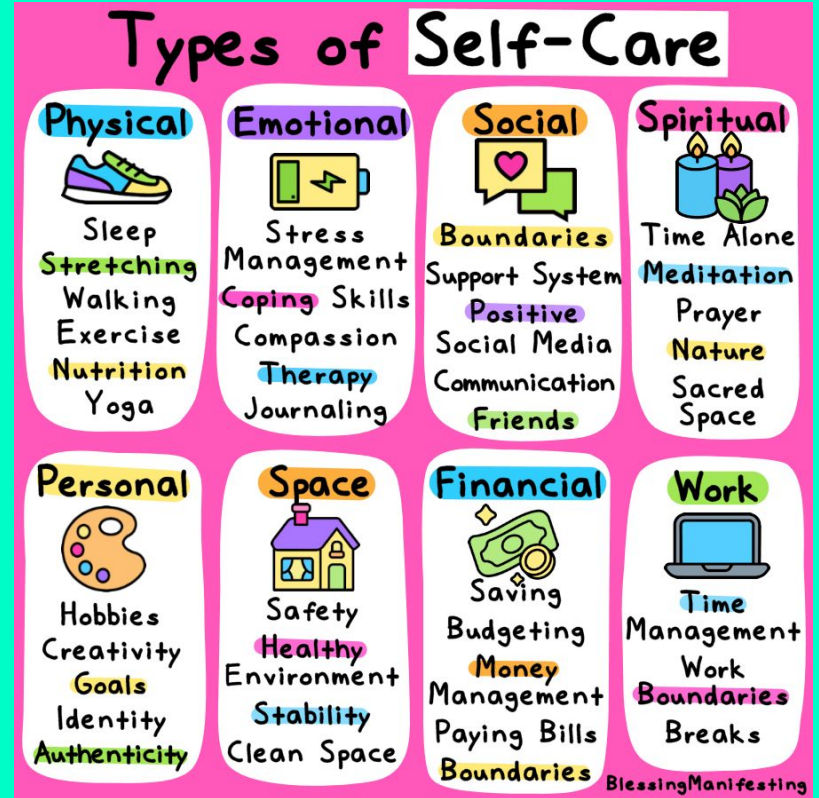 Types of Self-Care
Physical
Sleep
Stretching
Walking
Exercise
Nutrition
Yoga
Emotional
Stress
Management
Coping Skills
Compassion
Therapy
Journaling
Social
Boundaries
Support System
Positive
Social Media
Communication
Friends
Spiritual
Time Alone
Meditation
Prayer
Nature
Sacred
Space
Personal
Hobbies
Creativity
Goals
Identity
Authenticity
Space
Safety
Healthy
Environment
Stability
Clean Space
Financial
Saving
Budgeting
Money
Management
Paying Bills
Boundaries
Work
Time
Management
Work
Boundaries
Breaks
BlessingManifesting